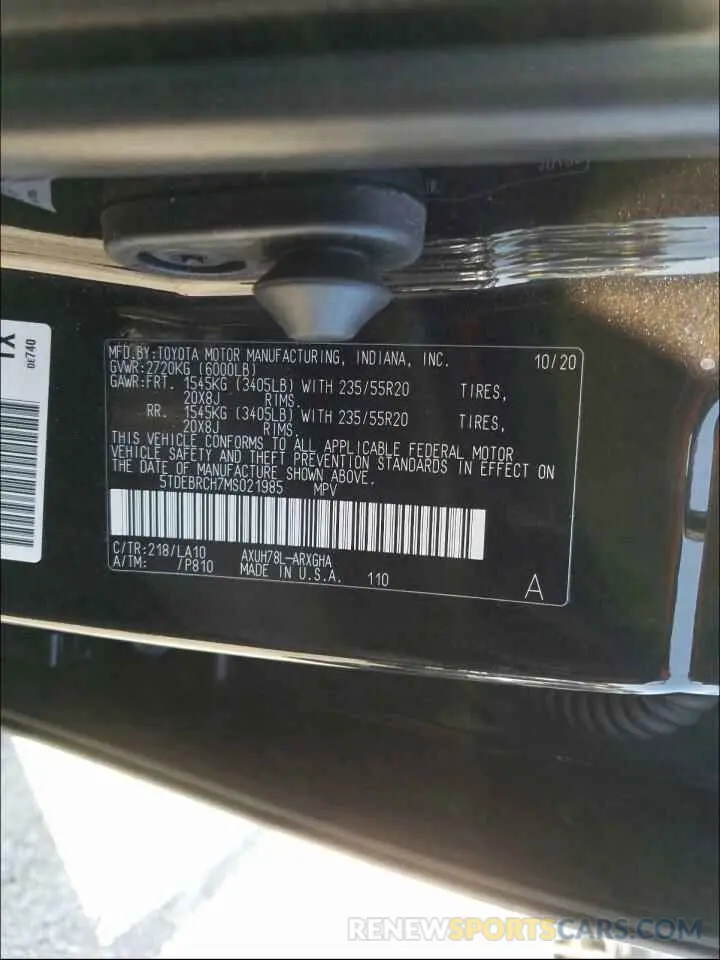 MFD.BY:TOYOTA MOTOR MANUFACTURING, INDIANA, INC. 10/20
GVWR:2720KG (6000LB)
GAWR:FRT. 1545KG (3405LB) WITH 235/55R20 TIRES,
20X8J RIMS.
RR. 1545KG (3405LB) WITH 235/55R20 TIRES,
20X8J RIMS.
THIS VEHICLE CONFORMS TO ALL APPLICABLE FEDERAL MOTOR
VEHICLE SAFETY AND THEFT PREVENTION STANDARDS IN EFFECT ON
THE DATE OF MANUFACTURE SHOWN ABOVE.
5TDEBRCH7MS021985 MPV
C/TR:218/LA10 AXUH78L-ARXGHA
A/TM: /P810 MADE IN U.S.A. 110
A
0E740
RENEWSPORTSCARS.COM